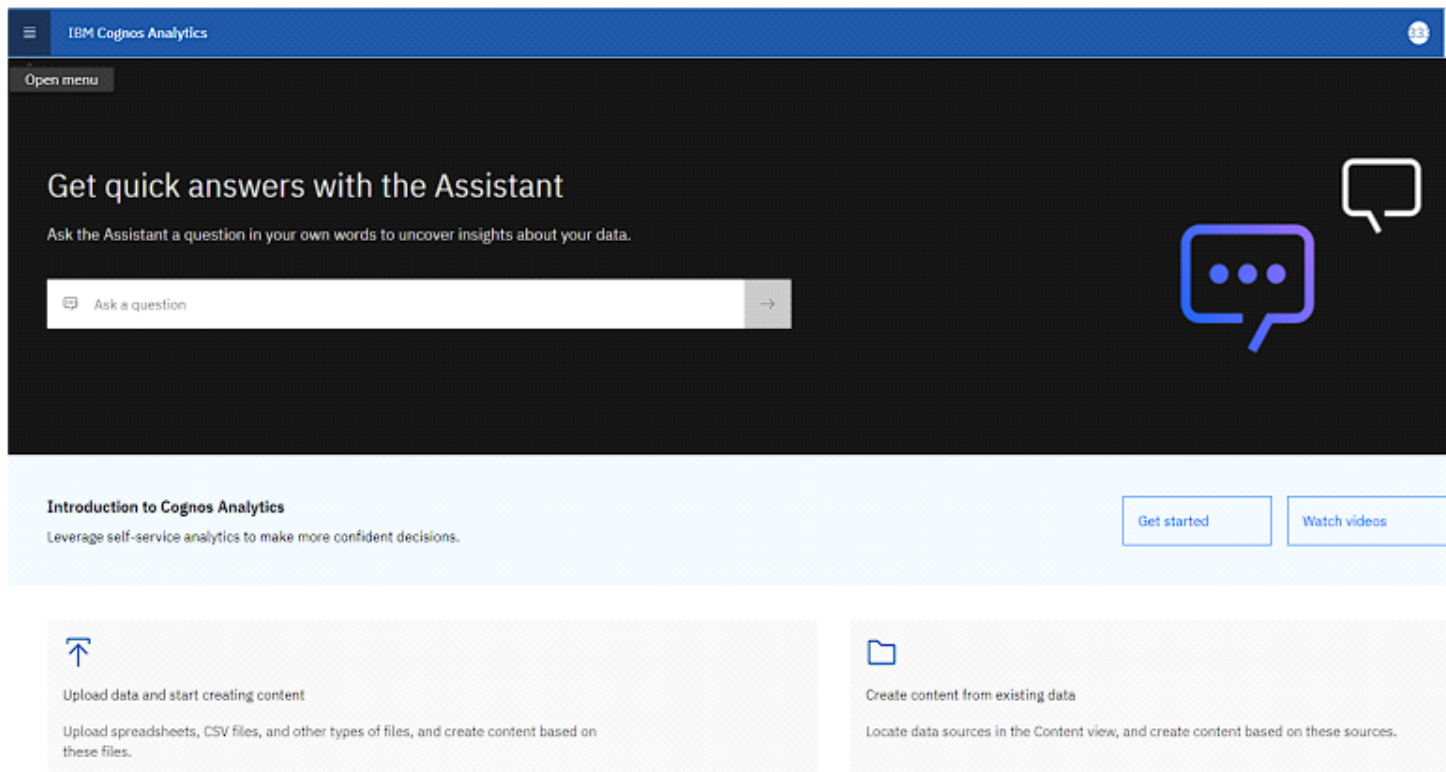 IBM Cognos Analytics
Open menu
Get quick answers with the Assistant
Ask the Assistant a question in your own words to uncover insights about your data.
Ask a question
Introduction to Cognos Analytics
Leverage self-service analytics to make more confident decisions.
Get started
Watch videos
Upload data and start creating content
Upload spreadsheets, CSV files, and other types of files, and create content based on
these files.
Create content from existing data
Locate data sources in the Content view, and create content based on these sources.